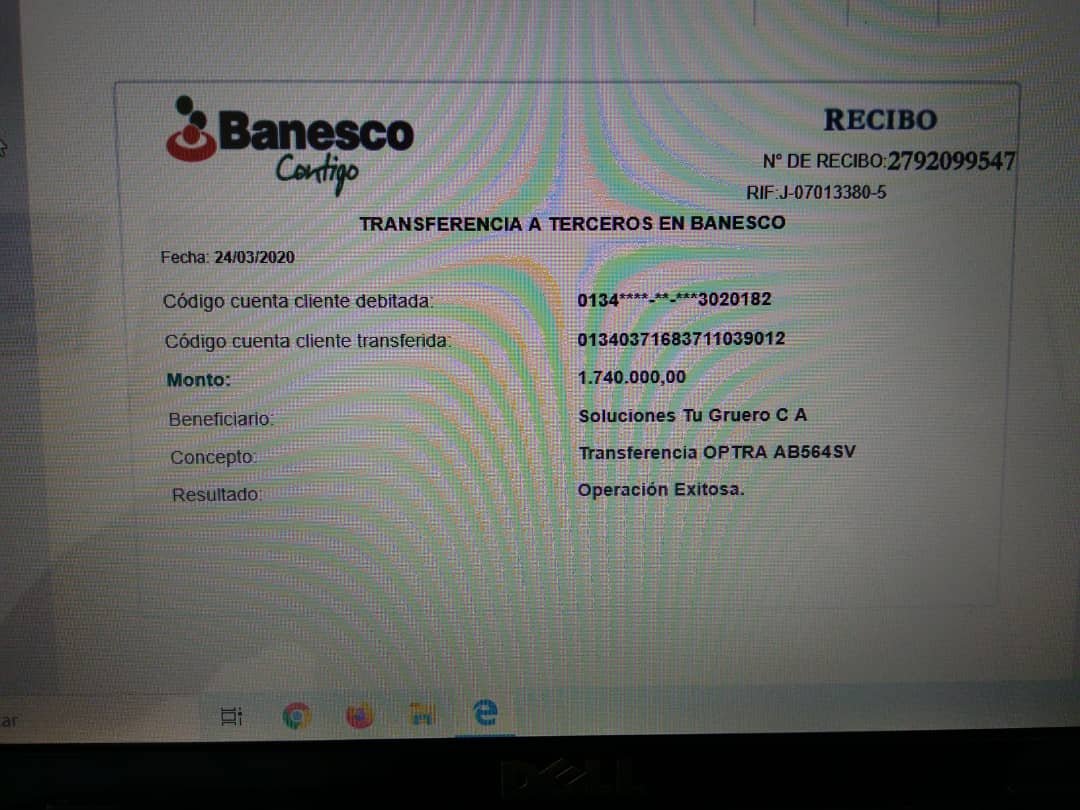 Banesco
Contigo
RECIBO
N° DE RECIBO:2792099547
RIF:J-07013380-5
TRANSFERENCIA A TERCEROS EN BANESCO
Fecha: 24/03/2020
Código cuenta cliente debitada: 0134****-**-***3020182
Código cuenta cliente transferida: 01340371683711039012
Monto: 1.740.000,00
Beneficiario: Soluciones Tu Gruero C A
Concepto: Transferencia OPTRA AB564SV
Resultado: Operación Exitosa.
ar
DELL